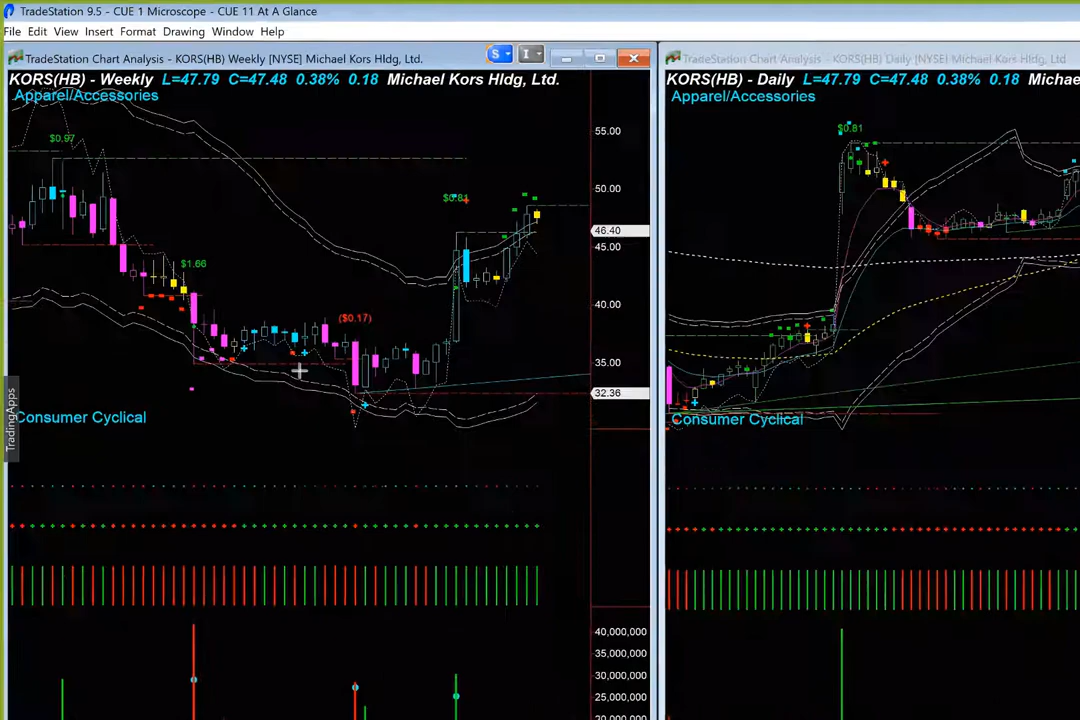 TradeStation 9.5 - CUE 1 Microscope - CUE 11 At A Glance
File Edit View Insert Format Drawing Window Help
TradeStation Chart Analysis - KORS(HB) Weekly [NYSE] Michael Kors Hldg, Ltd.
S
I
KORS(HB) - Weekly L=47.79 C=47.48 0.38% 0.18 Michael Kors Hldg, Ltd.
Apparel/Accessories
$0.97
$1.66
($0.17)
$0.81
55.00
50.00
46.40
45.00
40.00
35.00
32.36
Consumer Cyclical
TradingApps
40,000,000
35,000,000
30,000,000
25,000,000
20,000,000
TradeStation Chart Analysis - KORS(HB) Daily [NYSE] Michael Kors Hldg, Ltd
KORS(HB) - Daily L=47.79 C=47.48 0.38% 0.18 Michae
Apparel/Accessories
$0.81
Consumer Cyclical